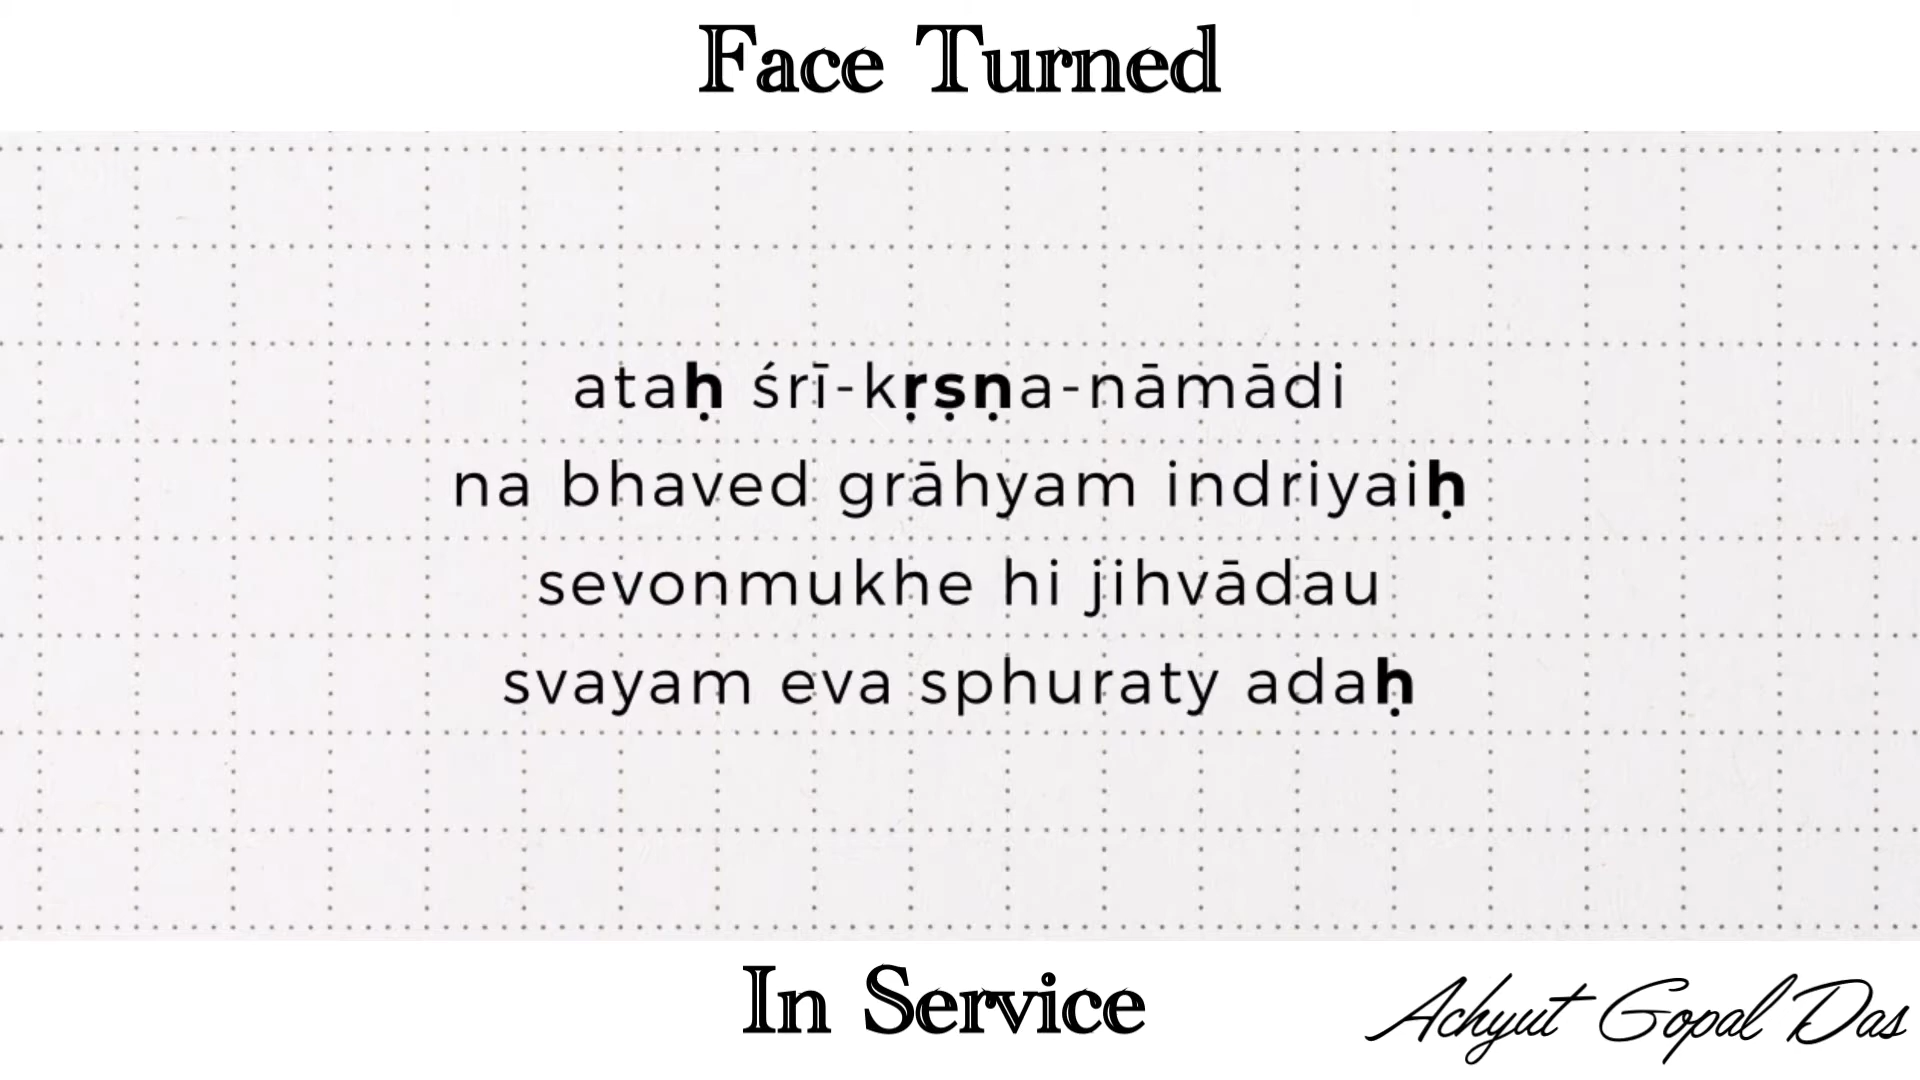 Face Turned
ataḥ śrī-kṛṣṇa-nāmādi
na bhaved grāhyam indriyaiḥ
sevonmukhe hi jihvādau
svayam eva sphuraty adaḥ
In Service
Achyut Gopal Das